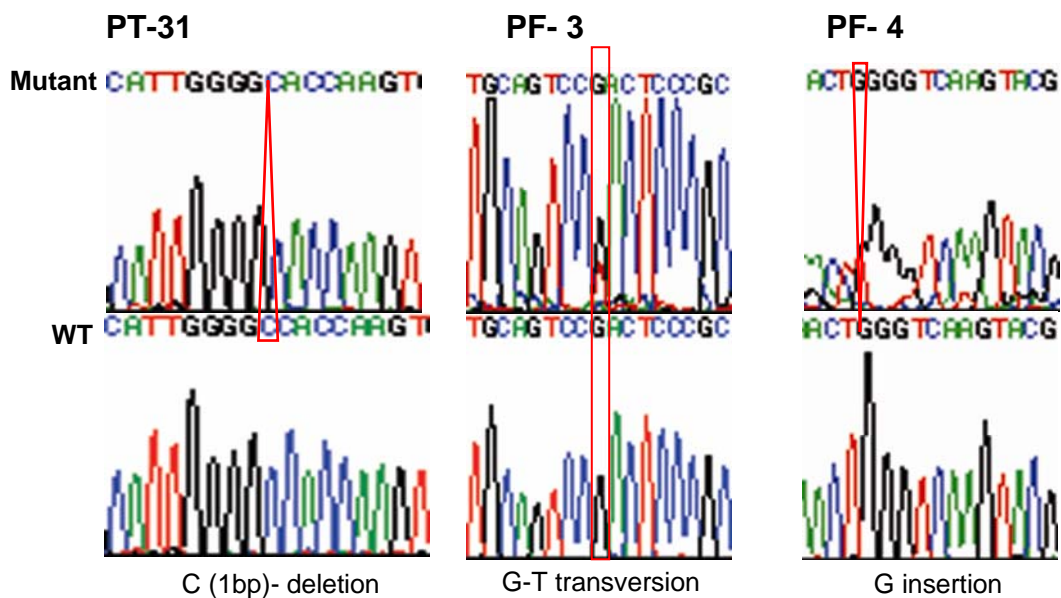 PT-31 PF- 3 PF- 4
Mutant CATTGGGGCACCAAGT TGCAGTCCGACTCCCGC ACTGGGGTCAAGTACG
WT CATTGGGGCCACCAAGT TGCAGTCCGACTCCCGC ACTGGGTCAAGTACG
C (1bp)- deletion G-T transversion G insertion